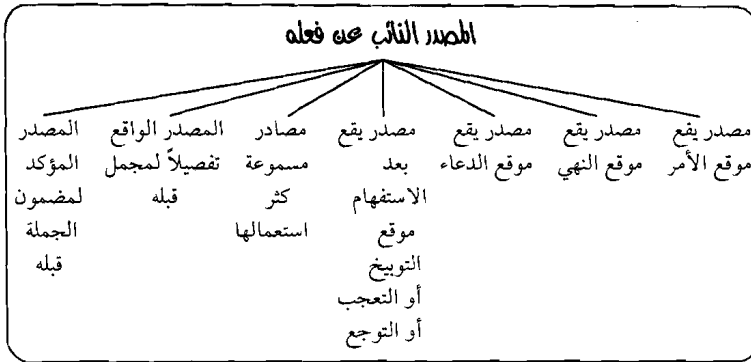 المصدر النائب عن فعله
مصدر يقع
موقع الأمر
مصدر يقع
موقع النهي
مصدر يقع
موقع الدعاء
مصدر يقع
بعد
الاستفهام
موقع
التوبيخ
أو التعجب
أو التوجع
مصادر
مسموعة
كثر
استعمالها
المصدر الواقع
تفصيلاً لمجمل
قبله
المصدر
المؤكد
لمضمون
الجملة
قبله